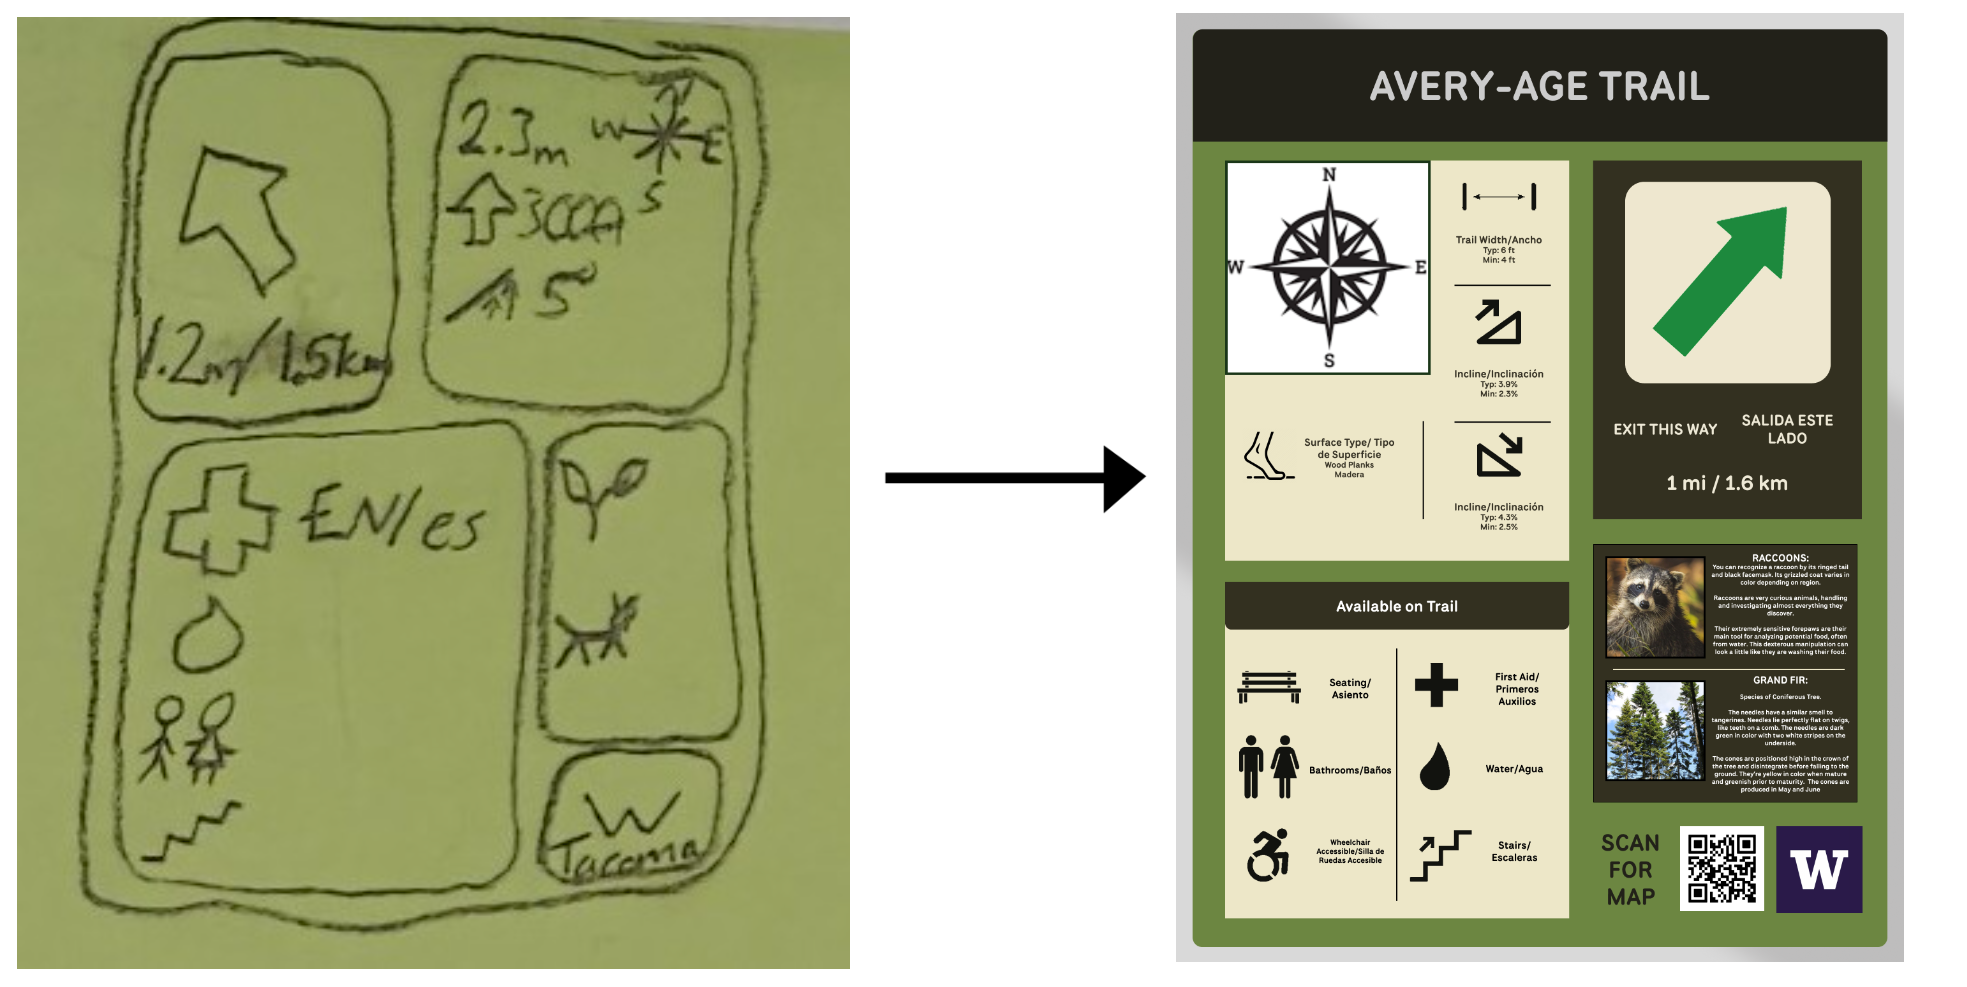 1.2m/1.5km
2.3m
W
E
S
5°
EN/es
W
Tacoma
AVERY-AGE TRAIL
N
W
E
S
Trail Width/Ancho
Typ: 6 ft
Min: 4 ft
Incline/Inclinación
Typ: 3.9%
Min: 2.3%
Surface Type/ Tipo
de Superficie
Wood Planks
Madera
Incline/Inclinación
Typ: 4.3%
Min: 2.5%
EXIT THIS WAY
SALIDA ESTE
LADO
1 mi / 1.6 km
RACCOONS:
You can recognize a raccoon by its ringed tail
and black facemask. Its grizzled coat varies in
color depending on region.
Raccoons are very curious animals, handling
and investigating almost everything they
discover.
Their extremely sensitive forepaws are their
main tool for analyzing potential food, often
from water. This dexterous manipulation can
look a little like they are washing their food.
GRAND FIR:
Species of Coniferous Tree.
The needles have a similar smell to
tangerines. Needles lie perfectly flat on twigs,
like teeth on a comb. The needles are dark
green in color with two white stripes on the
underside.
The cones are positioned high in the crown of
the tree and disintegrate before falling to the
ground. They're yellow in color when mature
and greenish prior to maturity. The cones are
produced in May and June
Available on Trail
Seating/
Asiento
First Aid/
Primeros
Auxilios
Bathrooms/Baños
Water/Agua
Wheelchair
Accessible/Silla de
Ruedas Accesible
Stairs/
Escaleras
SCAN
FOR
MAP
W